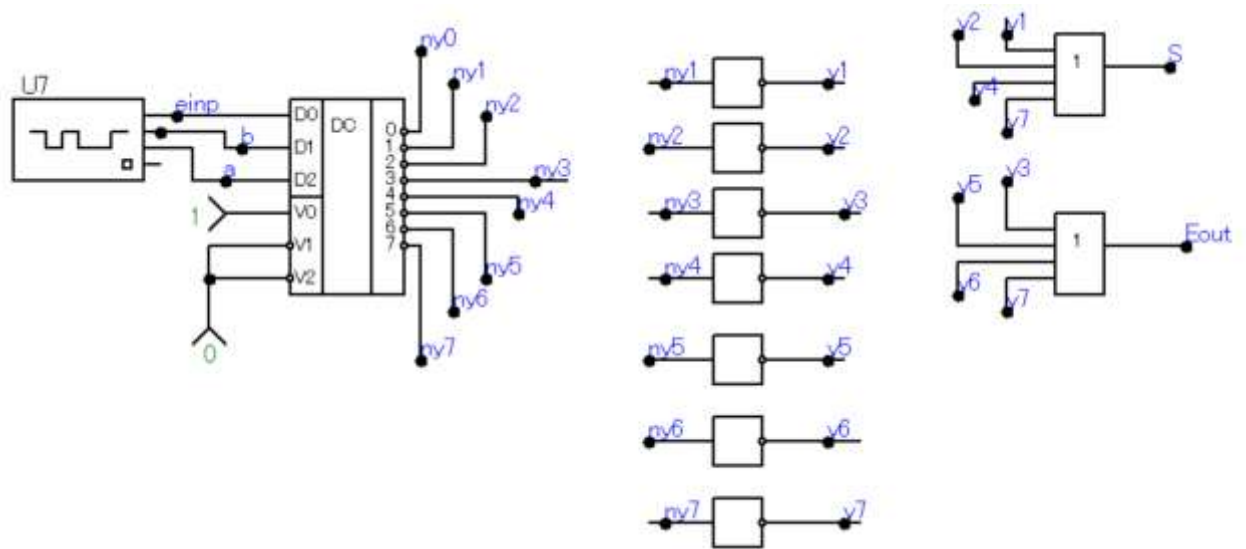 U7
einp
b
a
1
0
D0
D1
D2
V0
V1
V2
DC
0
1
2
3
4
5
6
7
ny0
ny1
ny2
ny3
ny4
ny5
ny6
ny7
ny1 y1
ny2 y2
ny3 y3
ny4 y4
ny5 y5
ny6 y6
ny7 y7
y2 y1
1
S
y4
y7
y3
y5
1
Eout
y6 y7